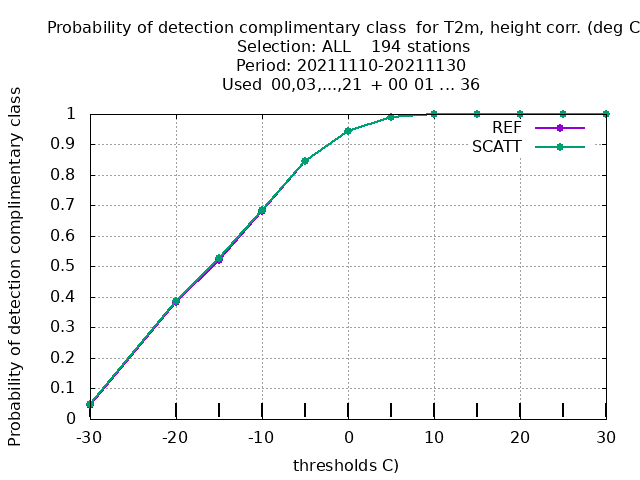 Probability of detection complimentary class  for T2m, height corr. (deg C
Selection: ALL    194 stations
Period: 20211110-20211130
Used  00,03,...,21  + 00 01 ... 36
Probability of detection complimentary class
1
0.9
0.8
0.7
0.6
0.5
0.4
0.3
0.2
0.1
0
REF
SCATT
-30 -20 -10 0 10 20 30
thresholds C)